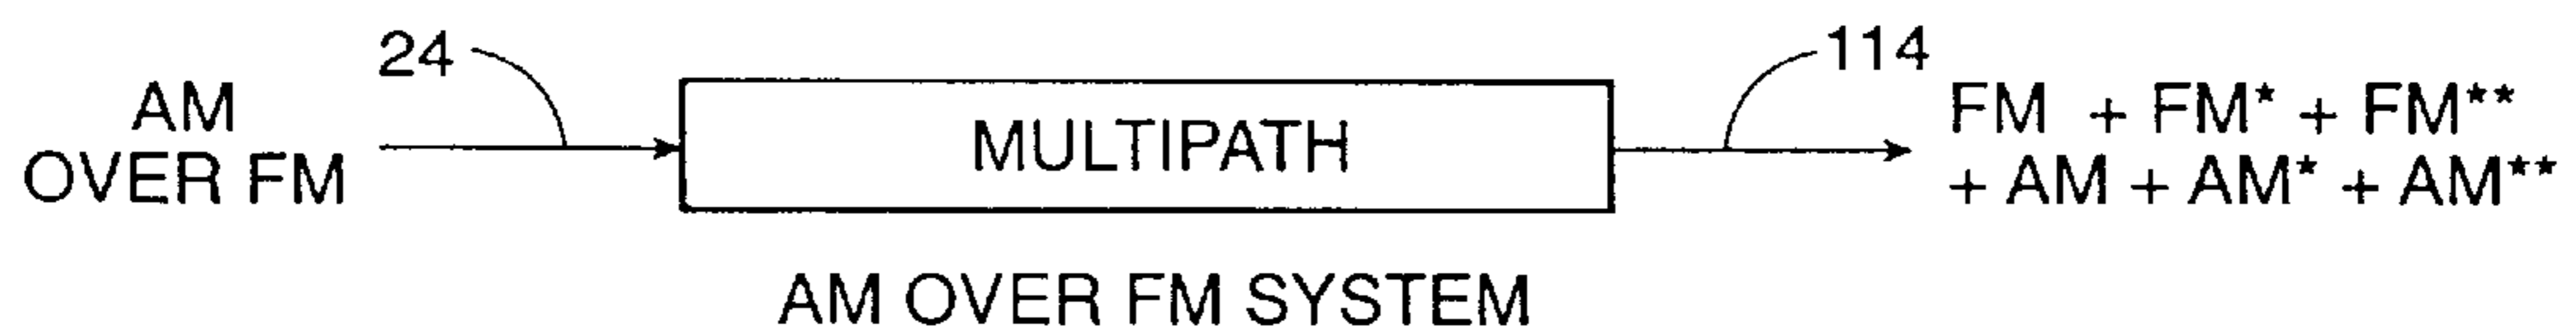 24
114
AM
OVER FM
MULTIPATH
FM + FM* + FM**
+ AM + AM* + AM**
AM OVER FM SYSTEM